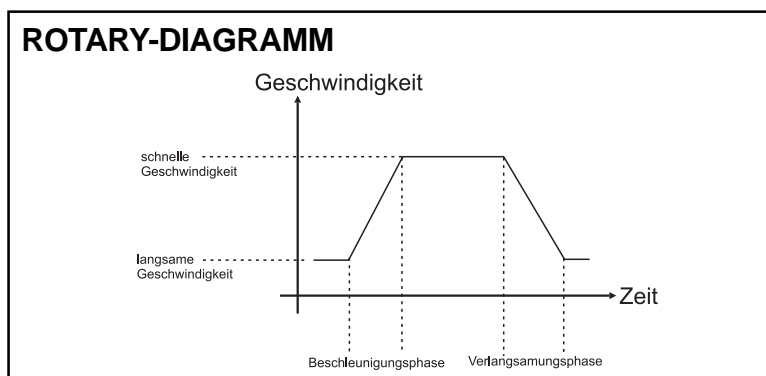 ROTARY-DIAGRAMM
Geschwindigkeit
schnelle
Geschwindigkeit
langsame
Geschwindigkeit
Zeit
Beschleunigungsphase
Verlangsamungsphase